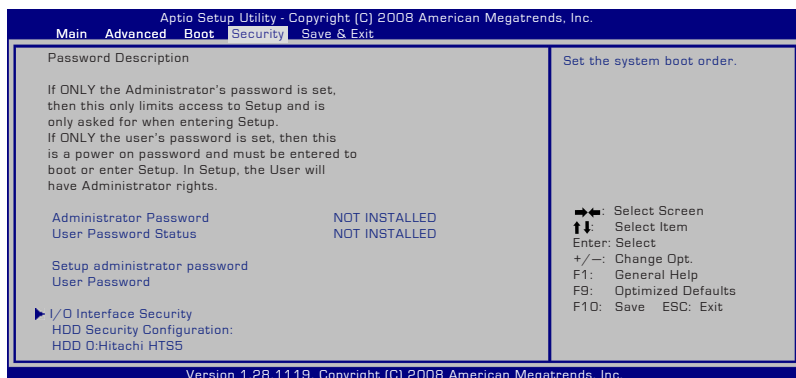 Aptio Setup Utility - Copyright (C) 2008 American Megatrends, Inc.
Main Advanced Boot Security Save & Exit
Password Description
If ONLY the Administrator's password is set,
then this only limits access to Setup and is
only asked for when entering Setup.
If ONLY the user's password is set, then this
is a power on password and must be entered to
boot or enter Setup. In Setup, the User will
have Administrator rights.
Administrator Password NOT INSTALLED
User Password Status NOT INSTALLED
Setup administrator password
User Password
I/O Interface Security
HDD Security Configuration:
HDD 0:Hitachi HTS5
Set the system boot order.
→←: Select Screen
↑↓: Select Item
Enter: Select
+/—: Change Opt.
F1: General Help
F9: Optimized Defaults
F10: Save ESC: Exit
Version 1.28.1119. Copyright (C) 2008 American Megatrends, Inc.